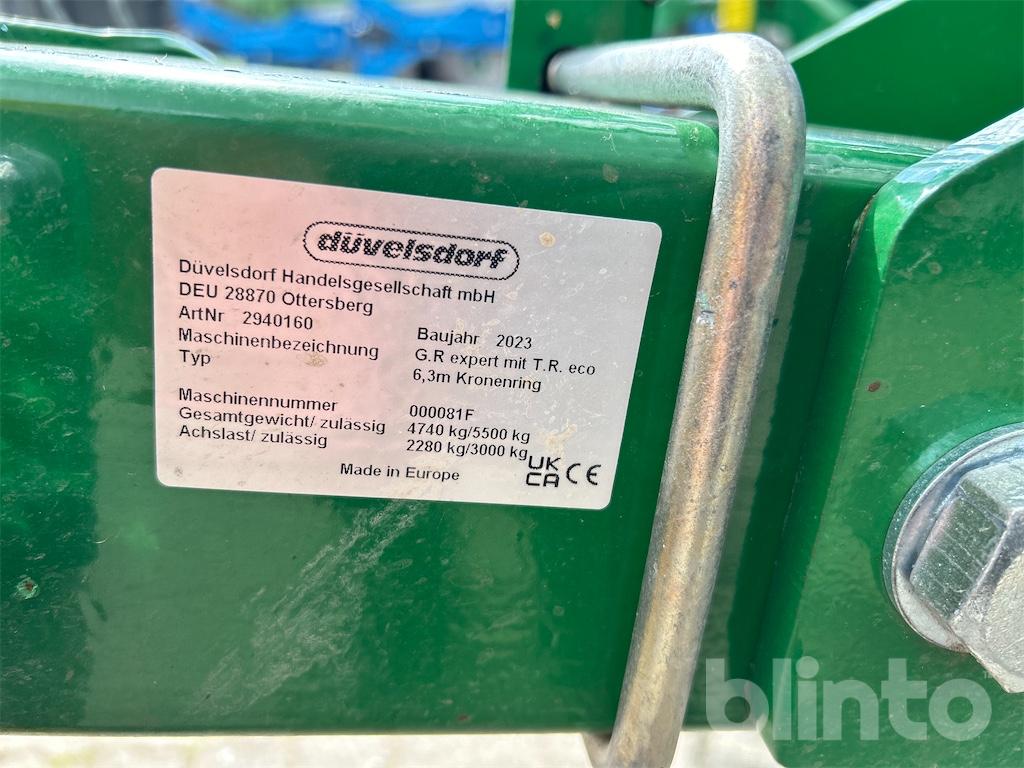 düvelsdorf
Düvelsdorf Handelsgesellschaft mbH
DEU 28870 Ottersberg
ArtNr 2940160
Baujahr 2023
Maschinenbezeichnung G.R expert mit T.R. eco
Typ 6,3m Kronenring
Maschinennummer 000081F
Gesamtgewicht/ zulässig 4740 kg/5500 kg
Achslast/ zulässig 2280 kg/3000 kg
Made in Europe
UK
CA CE
blinto